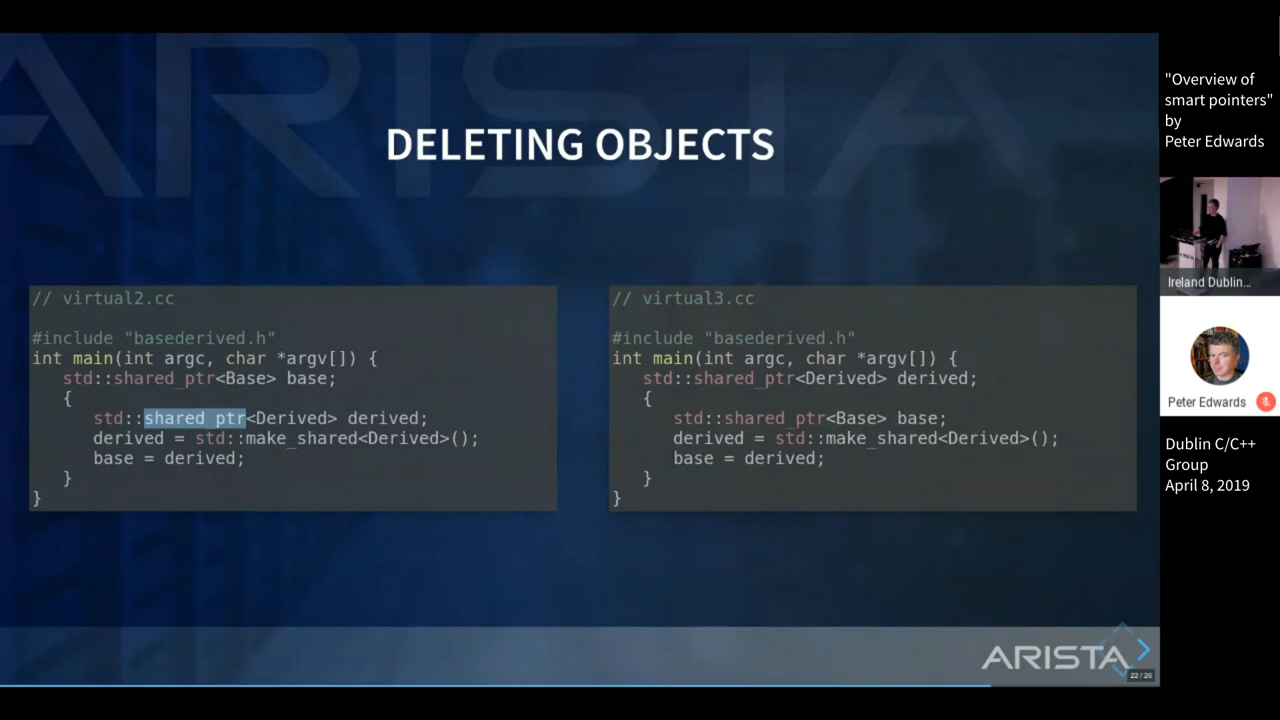 ARISTA
DELETING OBJECTS
// virtual2.cc
#include "basederived.h"
int main(int argc, char *argv[]) {
std::shared_ptr<Base> base;
{
std::shared_ptr<Derived> derived;
derived = std::make_shared<Derived>();
base = derived;
}
}
// virtual3.cc
#include "basederived.h"
int main(int argc, char *argv[]) {
std::shared_ptr<Derived> derived;
{
std::shared_ptr<Base> base;
derived = std::make_shared<Derived>();
base = derived;
}
}
ARISTA
22 / 26
"Overview of
smart pointers"
by
Peter Edwards
Ireland Dublin...
Peter Edwards
Dublin C/C++
Group
April 8, 2019